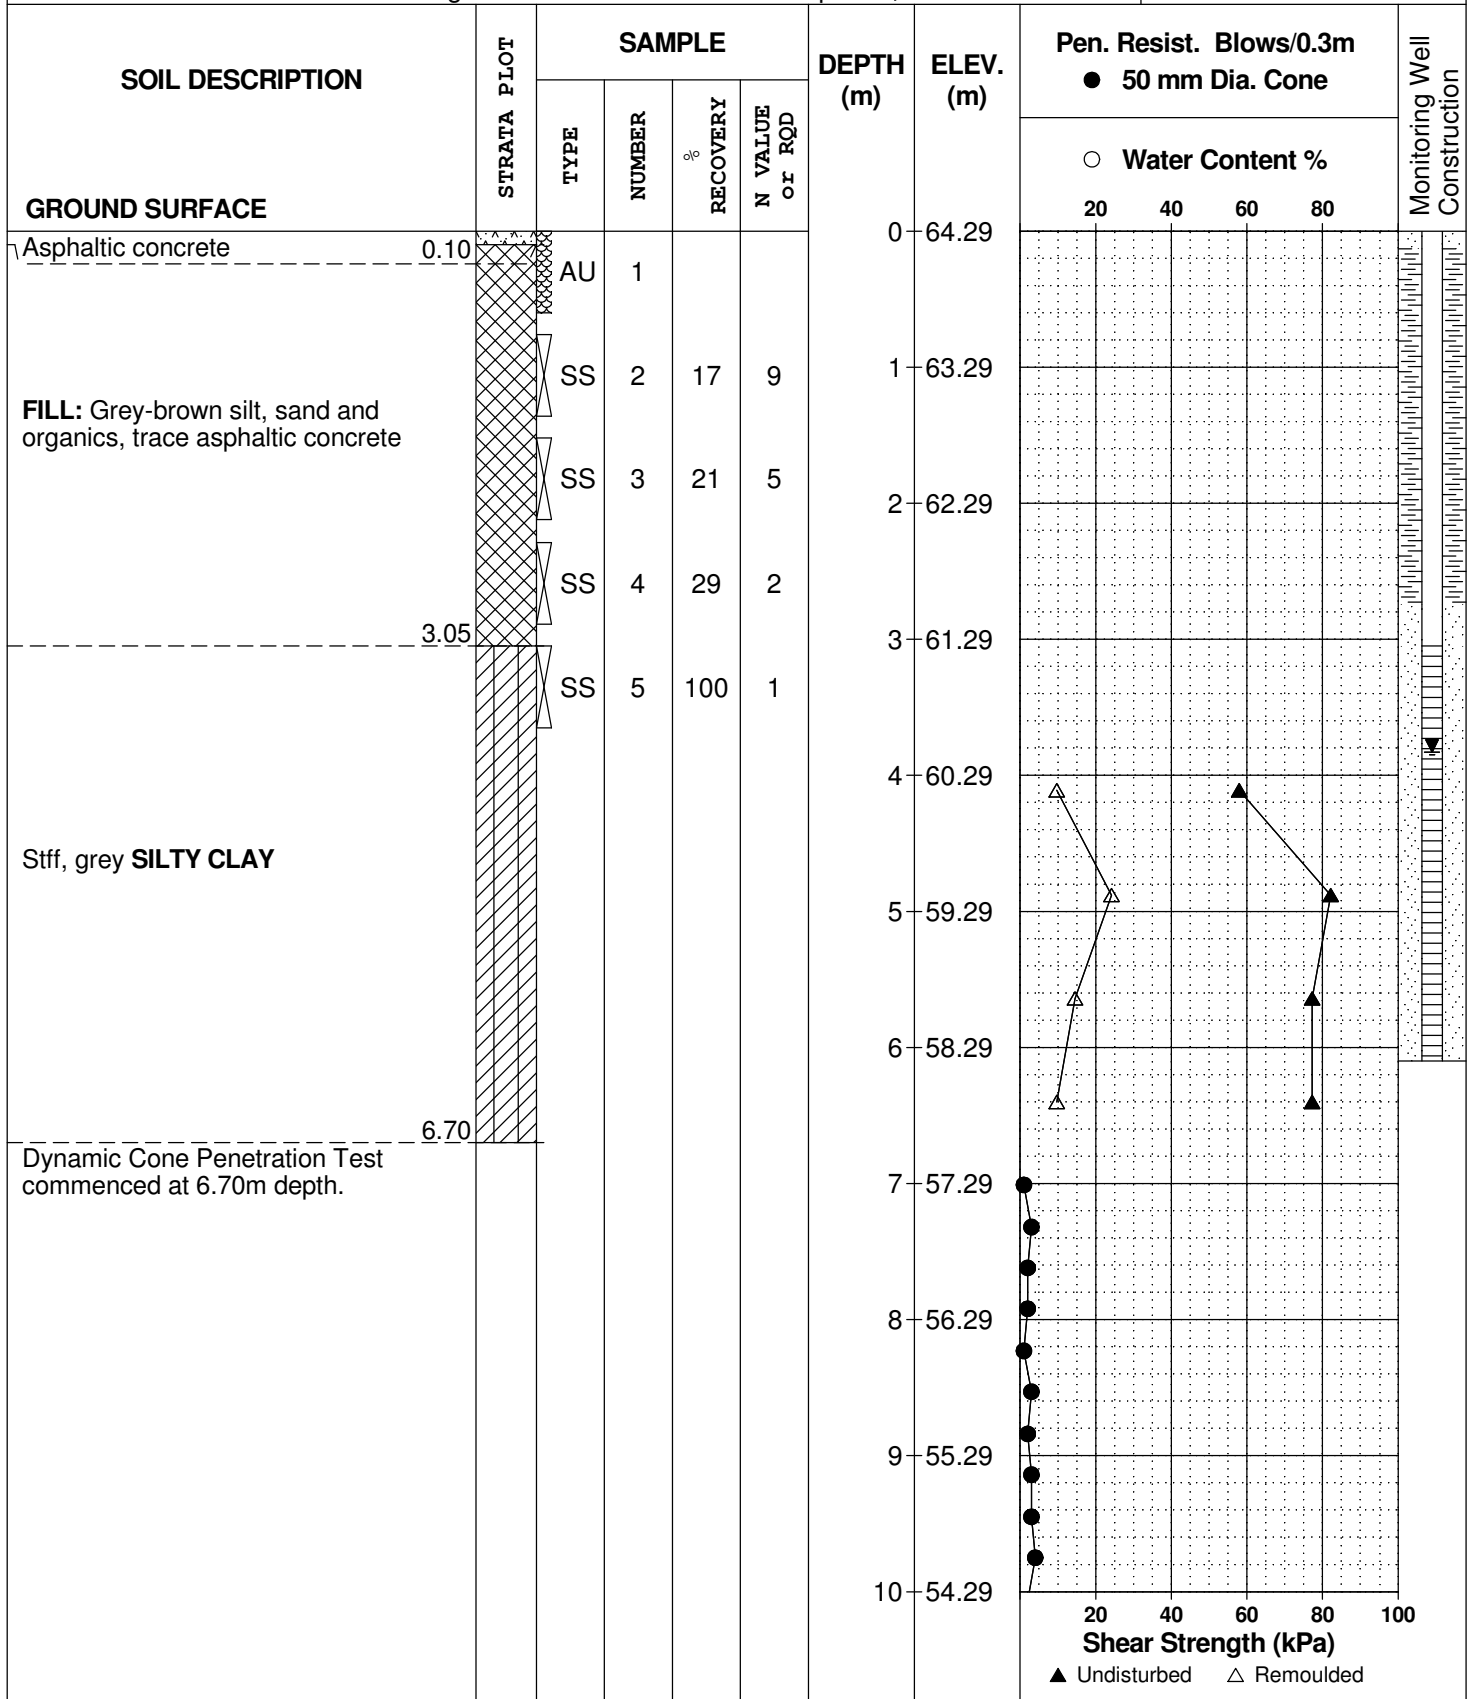 SOIL DESCRIPTION
GROUND SURFACE
STRATA PLOT
SAMPLE
TYPE
NUMBER
%
RECOVERY
N VALUE
or RQD
DEPTH
(m)
ELEV.
(m)
Pen. Resist. Blows/0.3m
● 50 mm Dia. Cone
○ Water Content %
20 40 60 80
Monitoring Well
Construction
0 64.29
Asphaltic concrete 0.10
AU 1
SS 2 17 9
1 63.29
FILL: Grey-brown silt, sand and
organics, trace asphaltic concrete
SS 3 21 5
2 62.29
SS 4 29 2
3.05
3 61.29
SS 5 100 1
4 60.29
Stff, grey SILTY CLAY
5 59.29
6 58.29
6.70
Dynamic Cone Penetration Test
commenced at 6.70m depth.
7 57.29
8 56.29
9 55.29
10 54.29
20 40 60 80 100
Shear Strength (kPa)
▲ Undisturbed △ Remoulded